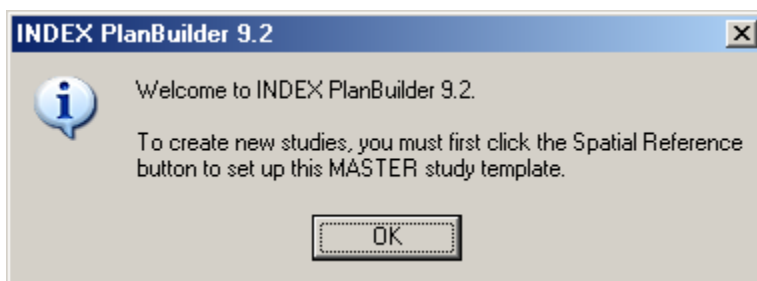 INDEX PlanBuilder 9.2
Welcome to INDEX PlanBuilder 9.2.
To create new studies, you must first click the Spatial Reference
button to set up this MASTER study template.
OK